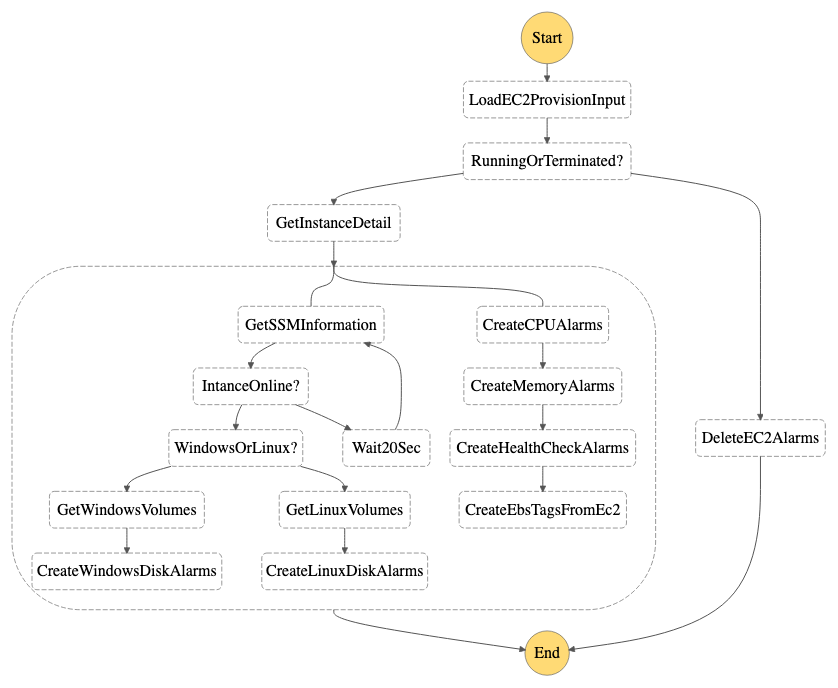 Start
LoadEC2ProvisionInput
RunningOrTerminated?
GetInstanceDetail
GetSSMInformation
CreateCPUAlarms
IntanceOnline?
CreateMemoryAlarms
WindowsOrLinux?
Wait20Sec
CreateHealthCheckAlarms
DeleteEC2Alarms
GetWindowsVolumes
GetLinuxVolumes
CreateEbsTagsFromEc2
CreateWindowsDiskAlarms
CreateLinuxDiskAlarms
End